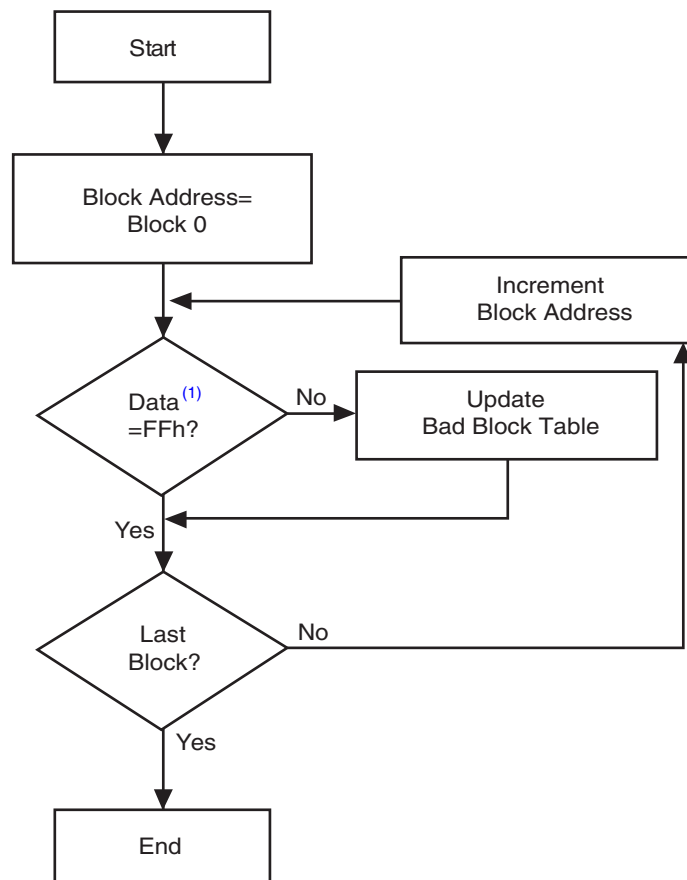 Start
Block Address=
Block 0
Increment
Block Address
Data(1)
=FFh?
No
Update
Bad Block Table
Yes
Last
Block?
No
Yes
End